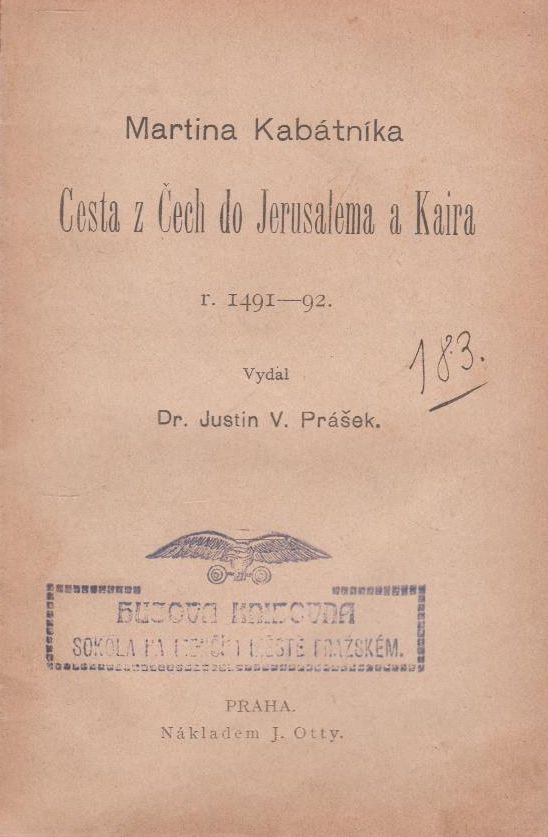 Martina Kabátníka
Cesta z Čech do Jerusalema a Kaira
r. 1491—92.
183.
Vydal
Dr. Justin V. Prášek.
KNIHOVNA
SOKOLA NA MĚSTĚ PRAŽSKÉM.
PRAHA.
Nákladem J. Otty.